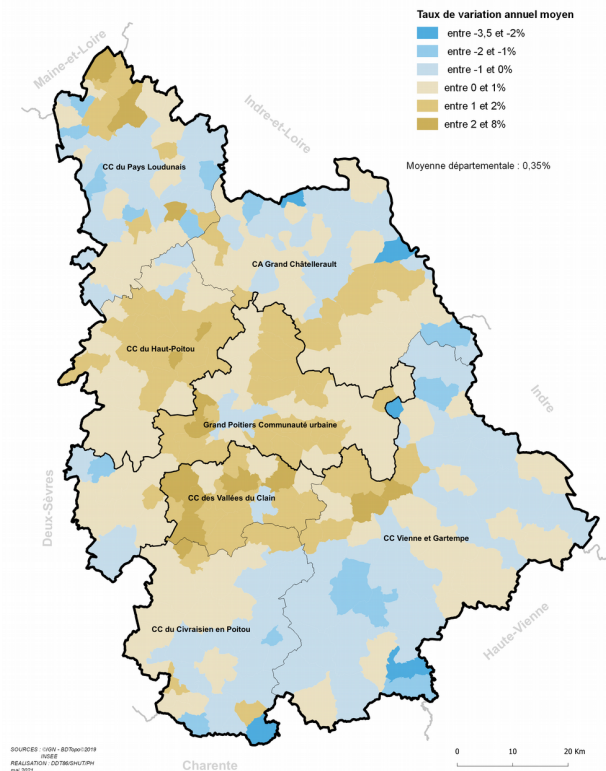 Taux de variation annuel moyen
entre -3,5 et -2%
entre -2 et -1%
entre -1 et 0%
entre 0 et 1%
entre 1 et 2%
entre 2 et 8%
Moyenne départementale : 0,35%
Maine-et-Loire
Indre-et-Loire
CC du Pays Loudunais
CA Grand Châtellerault
CC du Haut-Poitou
Indre
Grand Poitiers Communauté urbaine
Deux-Sèvres
CC des Vallées du Clain
CC Vienne et Gartempe
CC du Civraisien en Poitou
Haute-Vienne
Charente
SOURCES : ©IGN - BDTopo©2019
INSEE
REALISATION : DDT86/SHUT/PH
mai 2021
0 10 20 Km